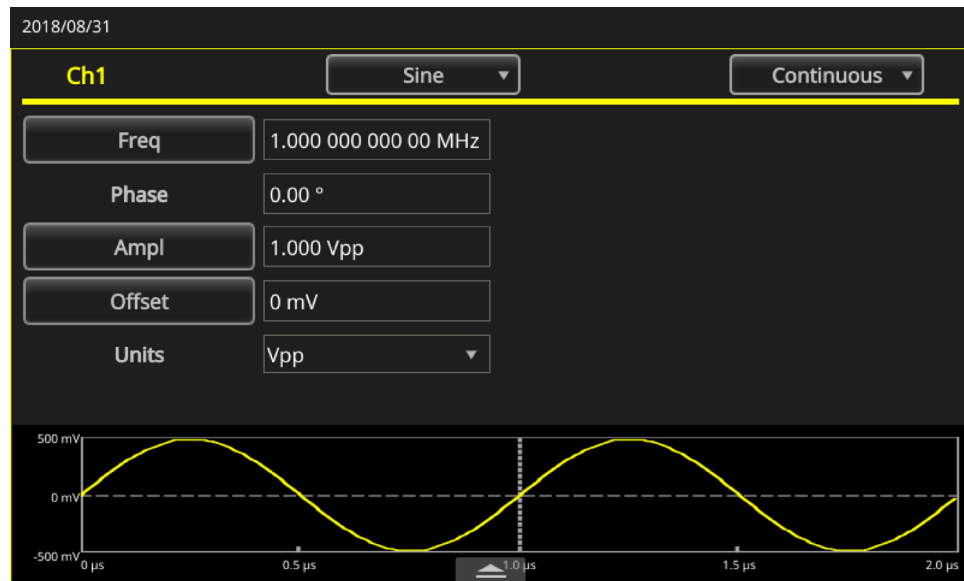 2018/08/31
Ch1 Sine Continuous
Freq 1.000 000 000 00 MHz
Phase 0.00 °
Ampl 1.000 Vpp
Offset 0 mV
Units Vpp
500 mV
0 mV
-500 mV
0 µs 0.5 µs 1.0 µs 1.5 µs 2.0 µs